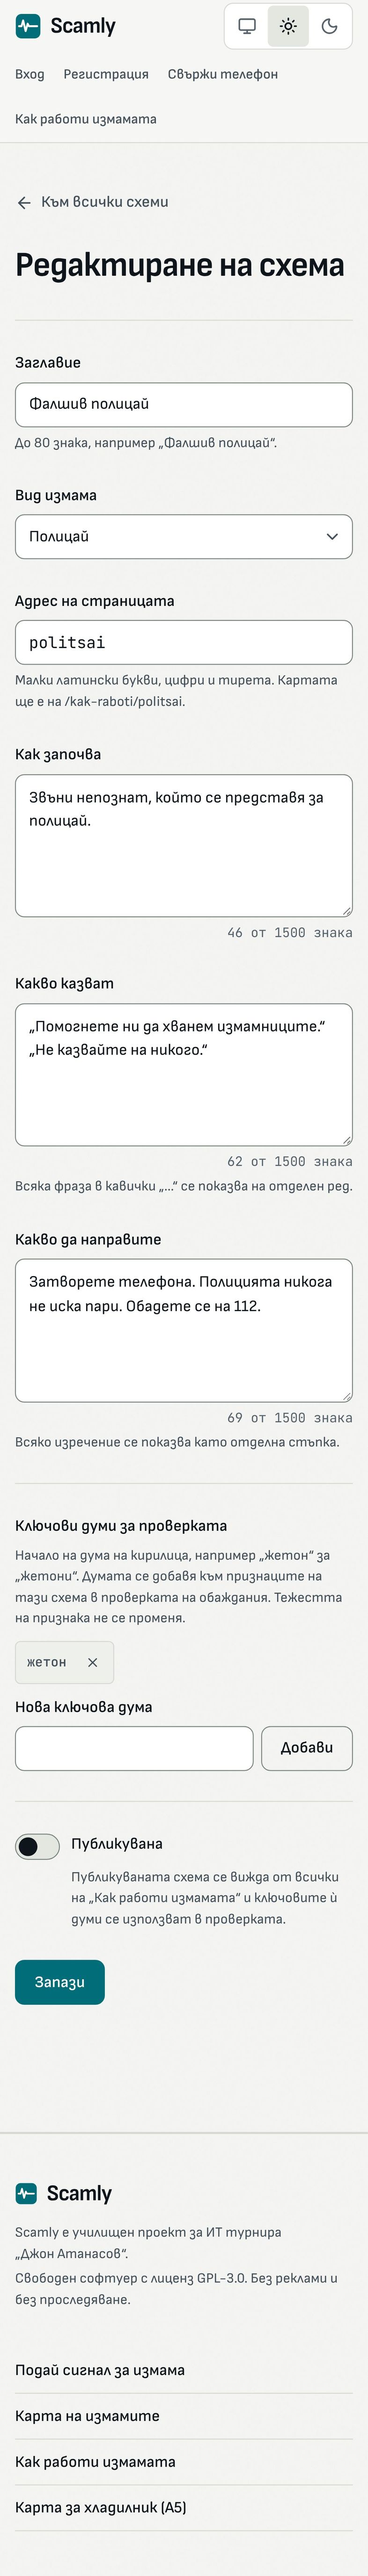 Scamly
Вход Регистрация Свържи телефон
Как работи измамата
Към всички схеми
Редактиране на схема
Заглавие
Фалшив полицай
До 80 знака, например „Фалшив полицай“.
Вид измама
Полицай
Адрес на страницата
politsai
Малки латински букви, цифри и тирета. Картата
ще е на /kak-raboti/politsai.
Как започва
Звъни непознат, който се представя за
полицай.
46 от 1500 знака
Какво казват
„Помогнете ни да хванем измамниците.“
„Не казвайте на никого.“
62 от 1500 знака
Всяка фраза в кавички „…“ се показва на отделен ред.
Какво да направите
Затворете телефона. Полицията никога
не иска пари. Обадете се на 112.
69 от 1500 знака
Всяко изречение се показва като отделна стъпка.
Ключови думи за проверката
Начало на дума на кирилица, например „жетон“ за
„жетони“. Думата се добавя към признаците на
тази схема в проверката на обаждания. Тежестта
на признака не се променя.
жетон
Нова ключова дума
Добави
Публикувана
Публикуваната схема се вижда от всички
на „Как работи измамата“ и ключовите ѝ
думи се използват в проверката.
Запази
Scamly
Scamly е училищен проект за ИТ турнира
„Джон Атанасов“.
Свободен софтуер с лиценз GPL-3.0. Без реклами и
без проследяване.
Подай сигнал за измама
Карта на измамите
Как работи измамата
Карта за хладилник (A5)